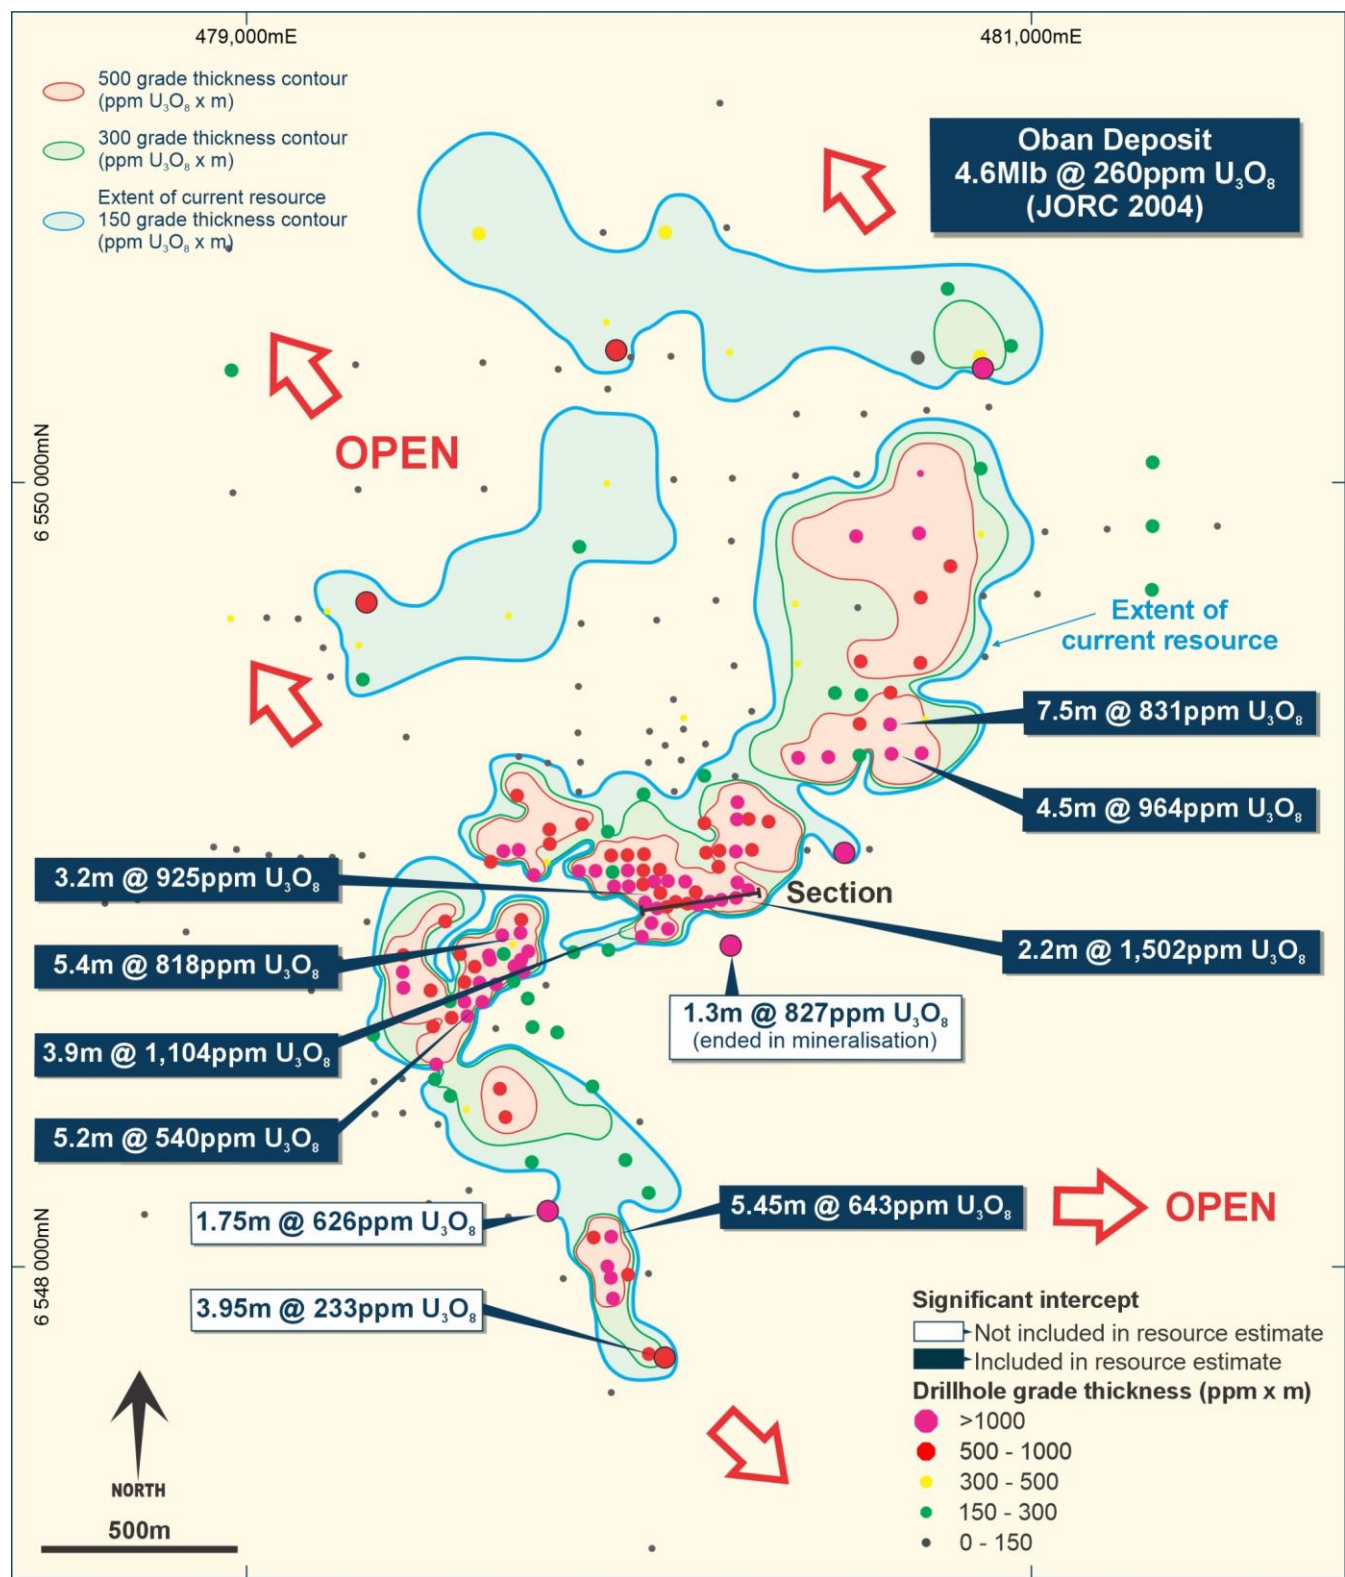 479,000mE
481,000mE
500 grade thickness contour
(ppm U₃O₈ x m)
300 grade thickness contour
(ppm U₃O₈ x m)
Extent of current resource
150 grade thickness contour
(ppm U₃O₈ x m)
Oban Deposit
4.6Mlb @ 260ppm U₃O₈
(JORC 2004)
OPEN
6 550 000mN
Extent of
current resource
7.5m @ 831ppm U₃O₈
4.5m @ 964ppm U₃O₈
3.2m @ 925ppm U₃O₈
Section
5.4m @ 818ppm U₃O₈
2.2m @ 1,502ppm U₃O₈
1.3m @ 827ppm U₃O₈
(ended in mineralisation)
3.9m @ 1,104ppm U₃O₈
5.2m @ 540ppm U₃O₈
5.45m @ 643ppm U₃O₈
OPEN
1.75m @ 626ppm U₃O₈
6 548 000mN
3.95m @ 233ppm U₃O₈
Significant intercept
Not included in resource estimate
Included in resource estimate
Drillhole grade thickness (ppm x m)
>1000
500 - 1000
300 - 500
150 - 300
0 - 150
NORTH
500m